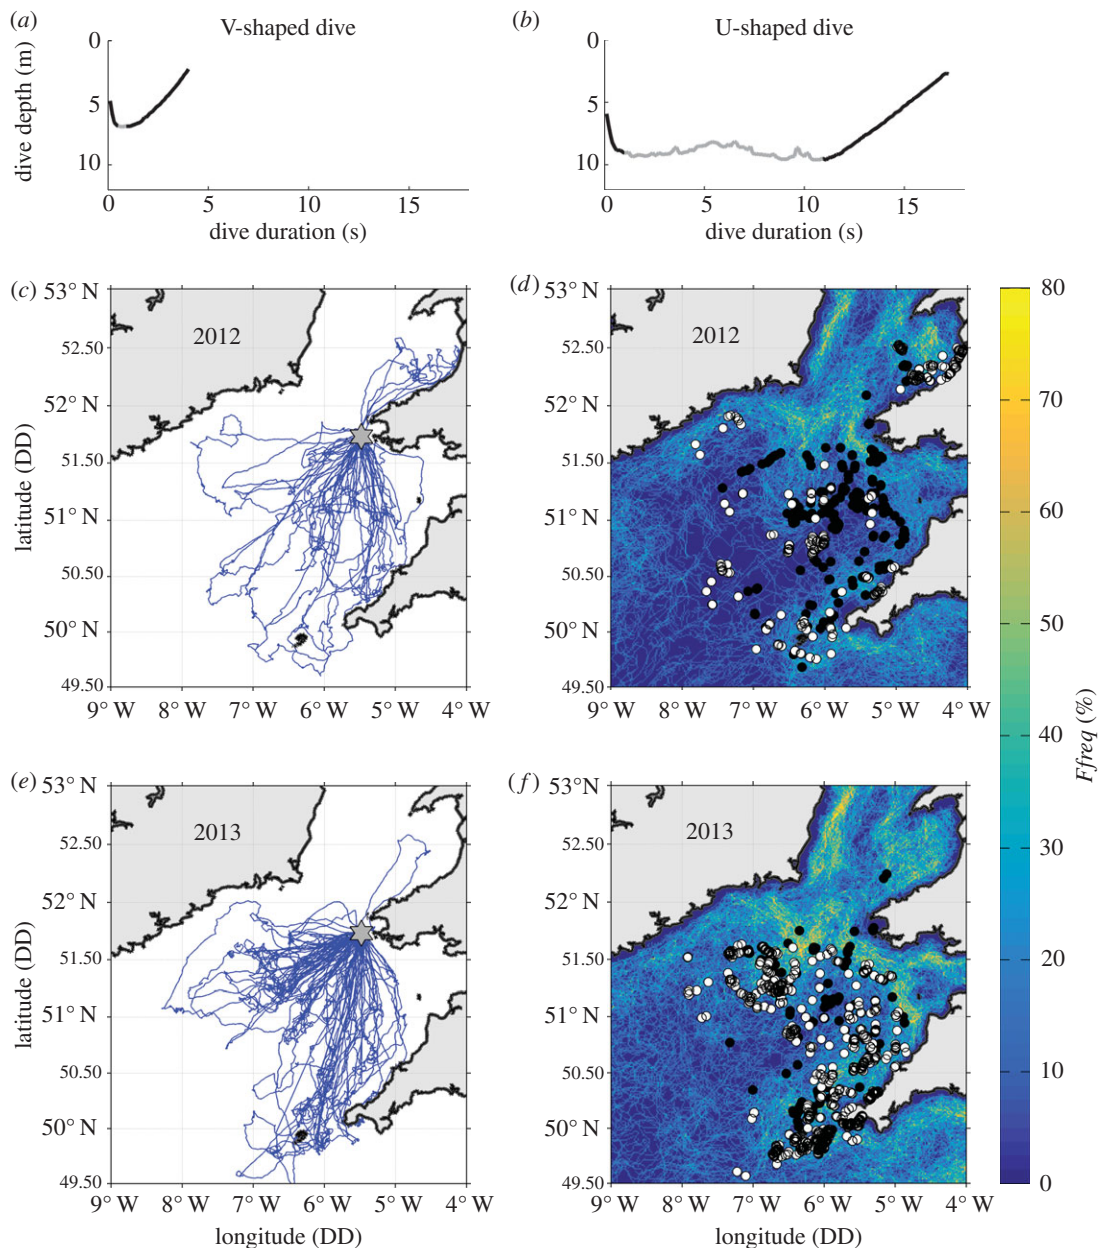 (a) V-shaped dive
(b) U-shaped dive
dive depth (m)
0
5
10
0 5 10 15
dive duration (s)
0
5
10
0 5 10 15
dive duration (s)
(c)
2012
latitude (DD)
53° N
52.50
52° N
51.50
51° N
50.50
50° N
49.50
9° W 8° W 7° W 6° W 5° W 4° W
(d)
2012
53° N
52.50
52° N
51.50
51° N
50.50
50° N
49.50
9° W 8° W 7° W 6° W 5° W 4° W
(e)
2013
latitude (DD)
53° N
52.50
52° N
51.50
51° N
50.50
50° N
49.50
9° W 8° W 7° W 6° W 5° W 4° W
longitude (DD)
(f)
2013
53° N
52.50
52° N
51.50
51° N
50.50
50° N
49.50
9° W 8° W 7° W 6° W 5° W 4° W
longitude (DD)
80
70
60
50
40
30
20
10
0
Ffreq (%)